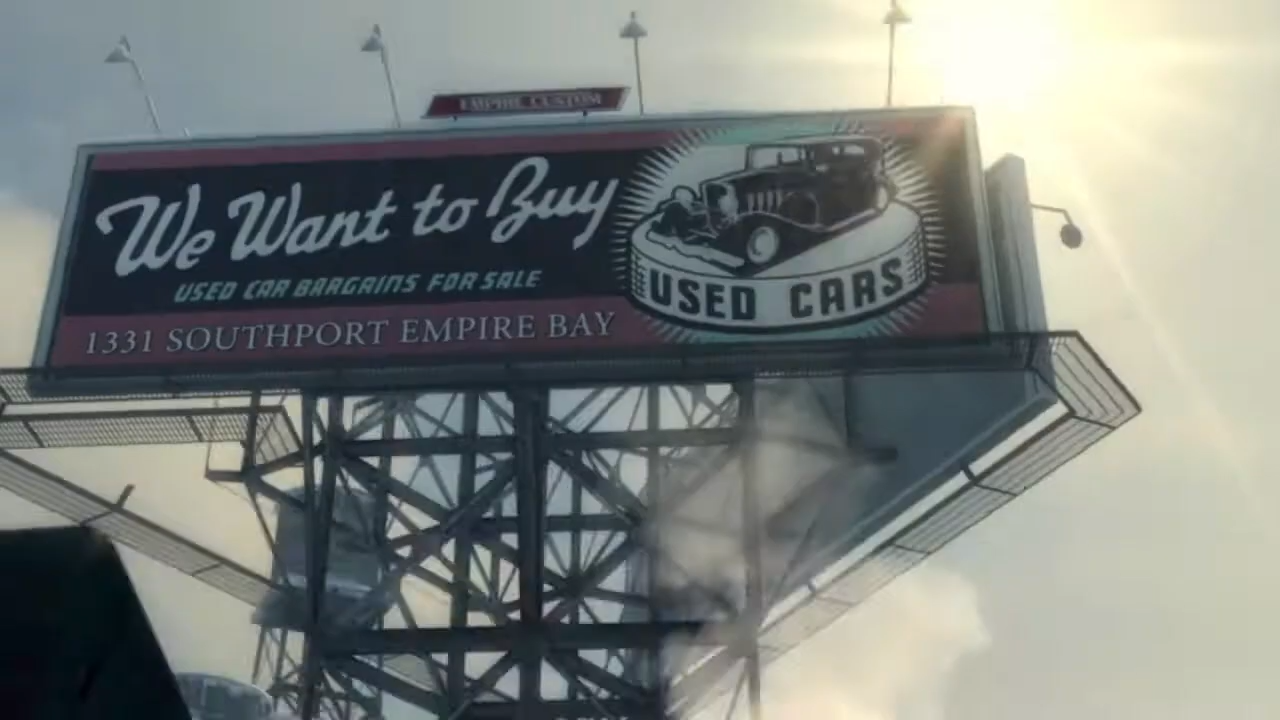 EMPIRE CUSTOM
We Want to Buy
USED CAR BARGAINS FOR SALE
1331 SOUTHPORT EMPIRE BAY
USED CARS